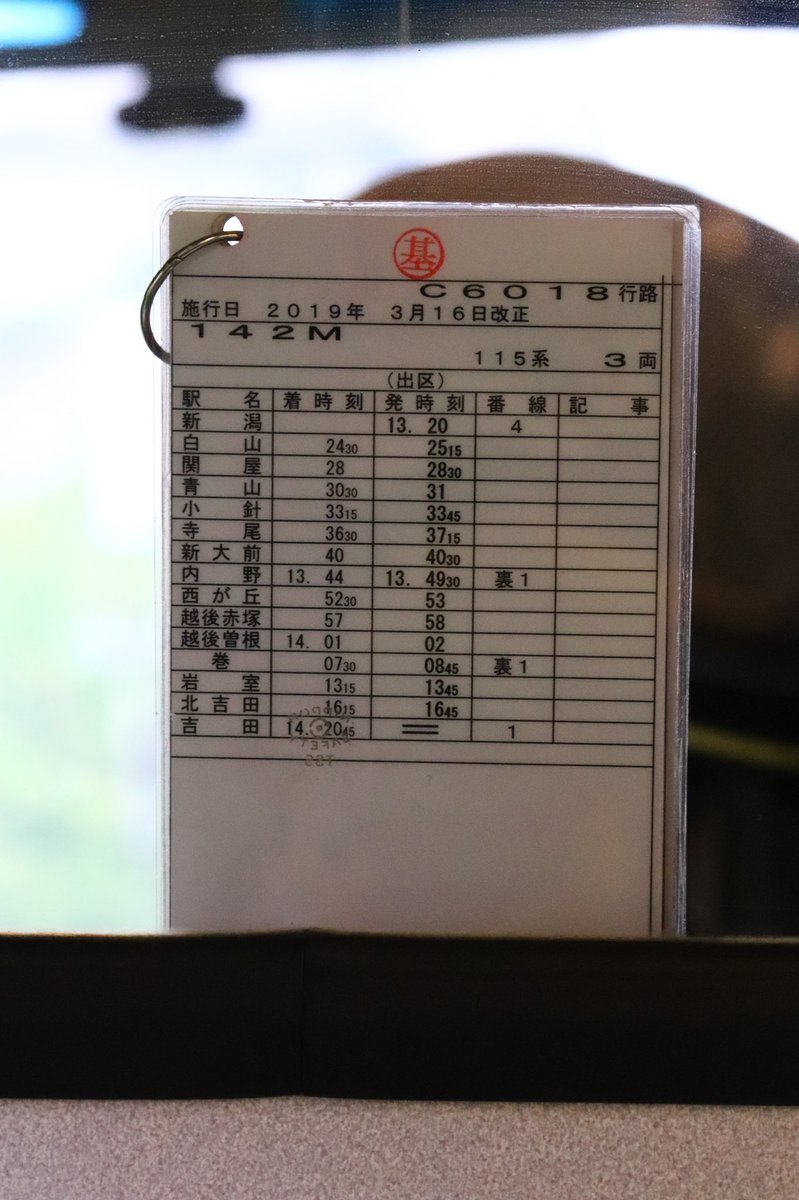 基
C6018行路
施行日 2019年 3月16日改正
142M
115系 3両
(出区)
駅名 着時刻 発時刻 番線 記事
新潟 13. 20 4
白山 2430 2515
関屋 28 2830
青山 3030 31
小針 3315 3345
寺尾 3630 3715
新大前 40 4030
内野 13. 44 13. 4930 裏1
西が丘 5230 53
越後赤塚 57 58
越後曽根 14. 01 02
巻 0730 0845 裏1
岩室 1315 1345
北吉田 1615 1645
吉田 14. 2045 = 1